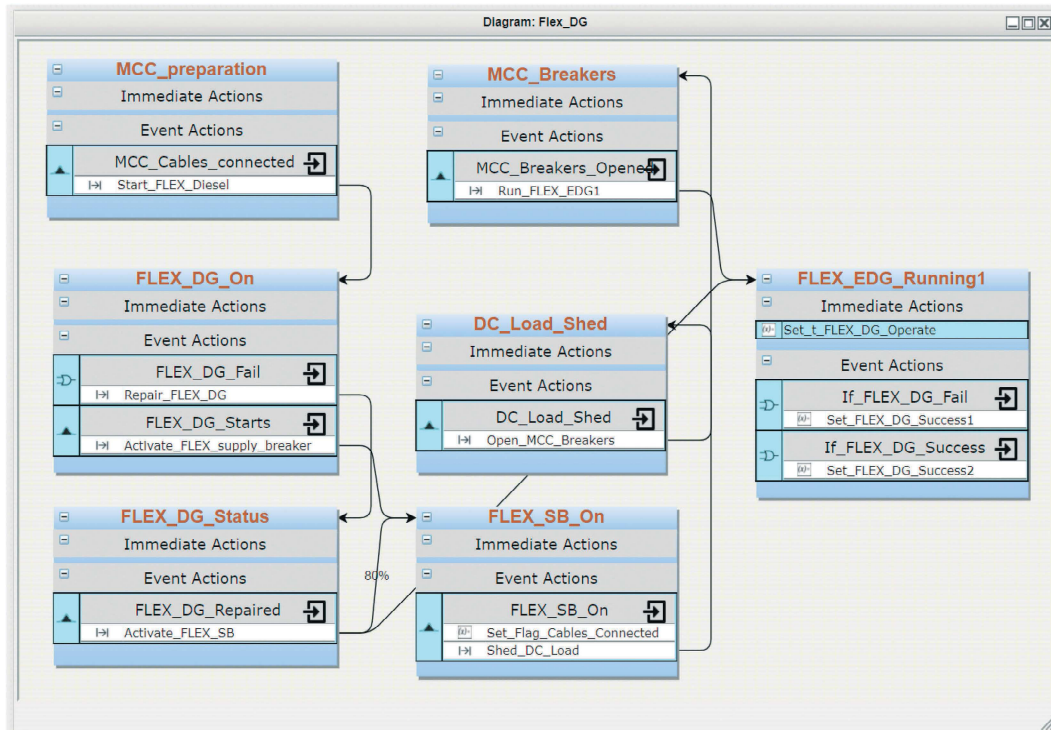 Diagram: Flex_DG
MCC_preparation
Immediate Actions
Event Actions
MCC_Cables_connected
Start_FLEX_Diesel
MCC_Breakers
Immediate Actions
Event Actions
MCC_Breakers_Opened
Run_FLEX_EDG1
FLEX_DG_On
Immediate Actions
Event Actions
FLEX_DG_Fail
Repair_FLEX_DG
FLEX_DG_Starts
Activate_FLEX_supply_breaker
DC_Load_Shed
Immediate Actions
Event Actions
DC_Load_Shed
Open_MCC_Breakers
FLEX_EDG_Running1
Immediate Actions
Set_t_FLEX_DG_Operate
Event Actions
If_FLEX_DG_Fail
Set_FLEX_DG_Success1
If_FLEX_DG_Success
Set_FLEX_DG_Success2
FLEX_DG_Status
Immediate Actions
Event Actions
FLEX_DG_Repaired
Activate_FLEX_SB
80%
FLEX_SB_On
Immediate Actions
Event Actions
FLEX_SB_On
Set_Flag_Cables_Connected
Shed_DC_Load